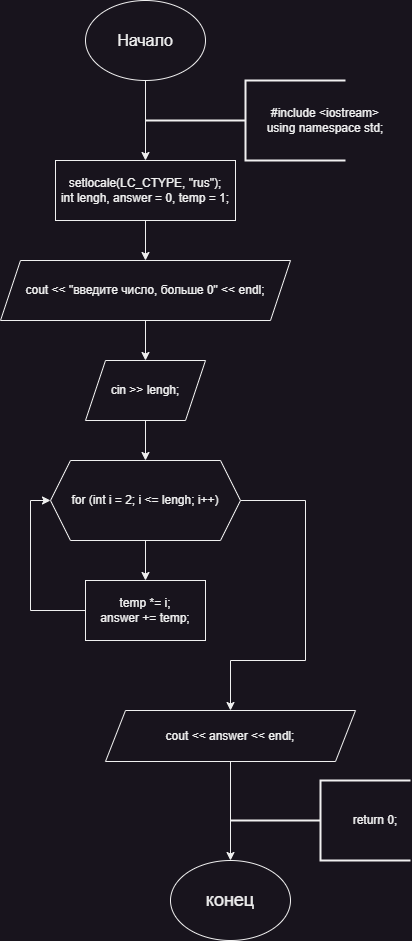 Начало
#include <iostream>
using namespace std;
setlocale(LC_CTYPE, "rus");
int lengh, answer = 0, temp = 1;
cout << "введите число, больше 0" << endl;
cin >> lengh;
for (int i = 2; i <= lengh; i++)
temp *= i;
answer += temp;
cout << answer << endl;
return 0;
конец